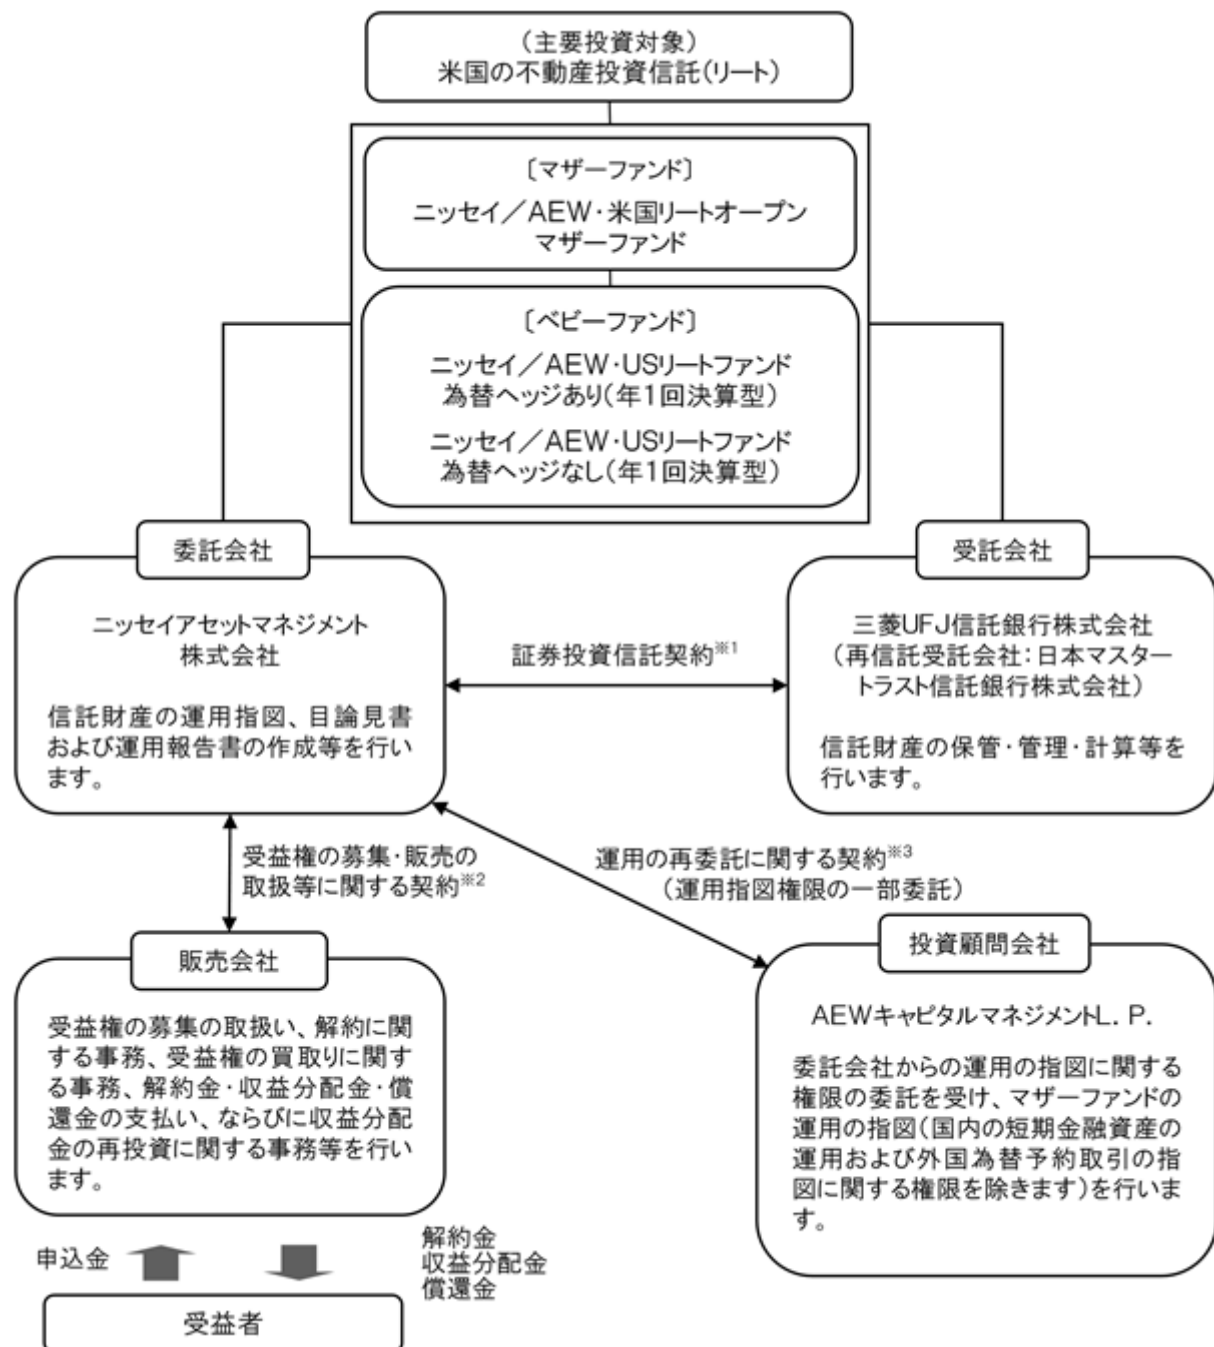 （主要投資対象）
米国の不動産投資信託（リート）
〔マザーファンド〕
ニッセイ／AEW・米国リートオープン
マザーファンド
〔ベビーファンド〕
ニッセイ／AEW・USリートファンド
為替ヘッジあり（年1回決算型）
ニッセイ／AEW・USリートファンド
為替ヘッジなし（年1回決算型）
委託会社
ニッセイアセットマネジメント
株式会社
信託財産の運用指図、目論見書
および運用報告書の作成等を行い
ます。
証券投資信託契約※1
受託会社
三菱UFJ信託銀行株式会社
（再信託受託会社：日本マスター
トラスト信託銀行株式会社）
信託財産の保管・管理・計算等を
行います。
受益権の募集・販売の
取扱等に関する契約※2
運用の再委託に関する契約※3
（運用指図権限の一部委託）
販売会社
受益権の募集の取扱い、解約に関
する事務、受益権の買取りに関す
る事務、解約金・収益分配金・償
還金の支払い、ならびに収益分配
金の再投資に関する事務等を行い
ます。
投資顧問会社
AEWキャピタルマネジメントL．P．
委託会社からの運用の指図に関する
権限の委託を受け、マザーファンドの
運用の指図（国内の短期金融資産の
運用および外国為替予約取引の指
図に関する権限を除きます）を行いま
す。
申込金
解約金
収益分配金
償還金
受益者